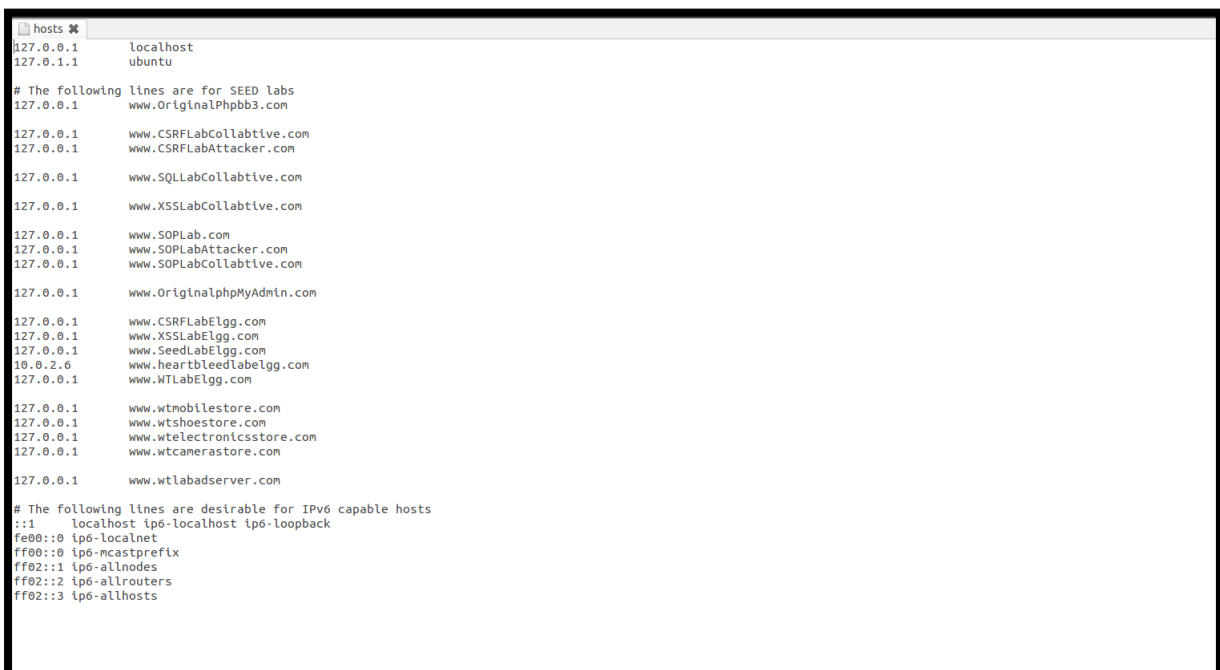 hosts
127.0.0.1 localhost
127.0.1.1 ubuntu
# The following lines are for SEED labs
127.0.0.1 www.OriginalPhpbb3.com
127.0.0.1 www.CSRFLabCollabtive.com
127.0.0.1 www.CSRFLabAttacker.com
127.0.0.1 www.SQLLabCollabtive.com
127.0.0.1 www.XSSLabCollabtive.com
127.0.0.1 www.SOPLab.com
127.0.0.1 www.SOPLabAttacker.com
127.0.0.1 www.SOPLabCollabtive.com
127.0.0.1 www.OriginalphpMyAdmin.com
127.0.0.1 www.CSRFLabElgg.com
127.0.0.1 www.XSSLabElgg.com
127.0.0.1 www.SeedLabElgg.com
10.0.2.6 www.heartbleedlabelgg.com
127.0.0.1 www.WTLabElgg.com
127.0.0.1 www.wtmobilestore.com
127.0.0.1 www.wtshoestore.com
127.0.0.1 www.wtelectronicsstore.com
127.0.0.1 www.wtcamerastore.com
127.0.0.1 www.wtlabadserver.com
# The following lines are desirable for IPv6 capable hosts
::1 localhost ip6-localhost ip6-loopback
fe00::0 ip6-localnet
ff00::0 ip6-mcastprefix
ff02::1 ip6-allnodes
ff02::2 ip6-allrouters
ff02::3 ip6-allhosts